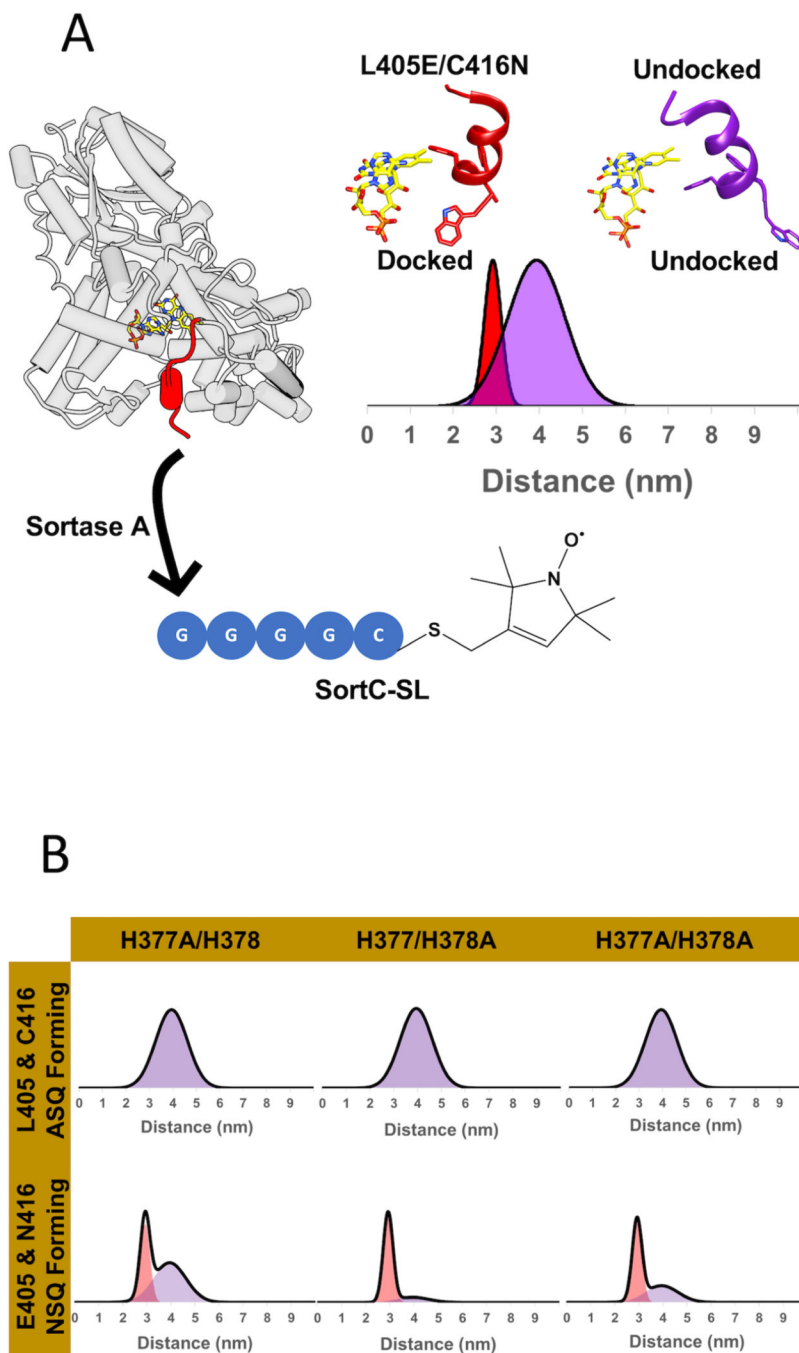 A
L405E/C416N
Undocked
Docked
Undocked
0 1 2 3 4 5 6 7 8 9
Distance (nm)
Sortase A
G G G G C
S
N
O•
SortC-SL
B
H377A/H378
H377/H378A
H377A/H378A
L405 & C416
ASQ Forming
0 1 2 3 4 5 6 7 8 9
Distance (nm)
0 1 2 3 4 5 6 7 8 9
Distance (nm)
0 1 2 3 4 5 6 7 8 9
Distance (nm)
E405 & N416
NSQ Forming
0 1 2 3 4 5 6 7 8 9
Distance (nm)
0 1 2 3 4 5 6 7 8 9
Distance (nm)
0 1 2 3 4 5 6 7 8 9
Distance (nm)